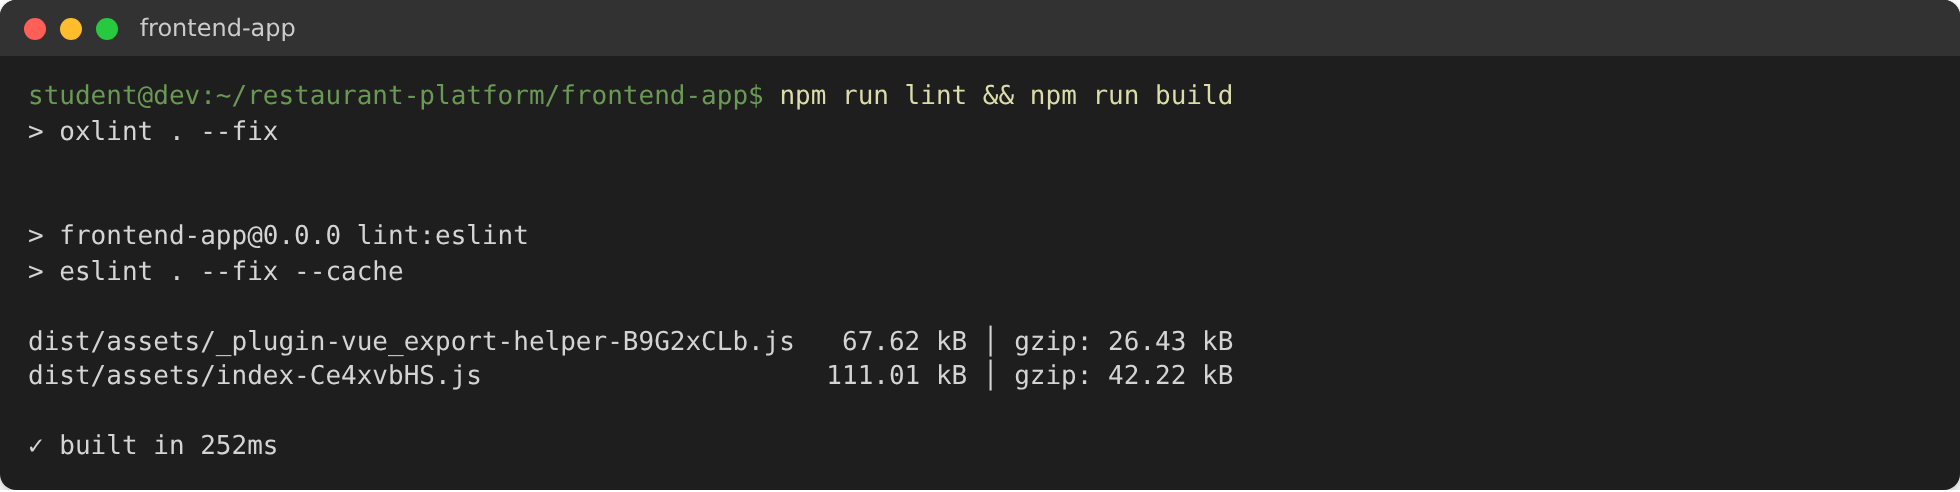 frontend-app
student@dev:~/restaurant-platform/frontend-app$ npm run lint && npm run build
> oxlint . --fix
> frontend-app@0.0.0 lint:eslint
> eslint . --fix --cache
dist/assets/_plugin-vue_export-helper-B9G2xCLb.js   67.62 kB │ gzip: 26.43 kB
dist/assets/index-Ce4xvbHS.js                      111.01 kB │ gzip: 42.22 kB
✓ built in 252ms